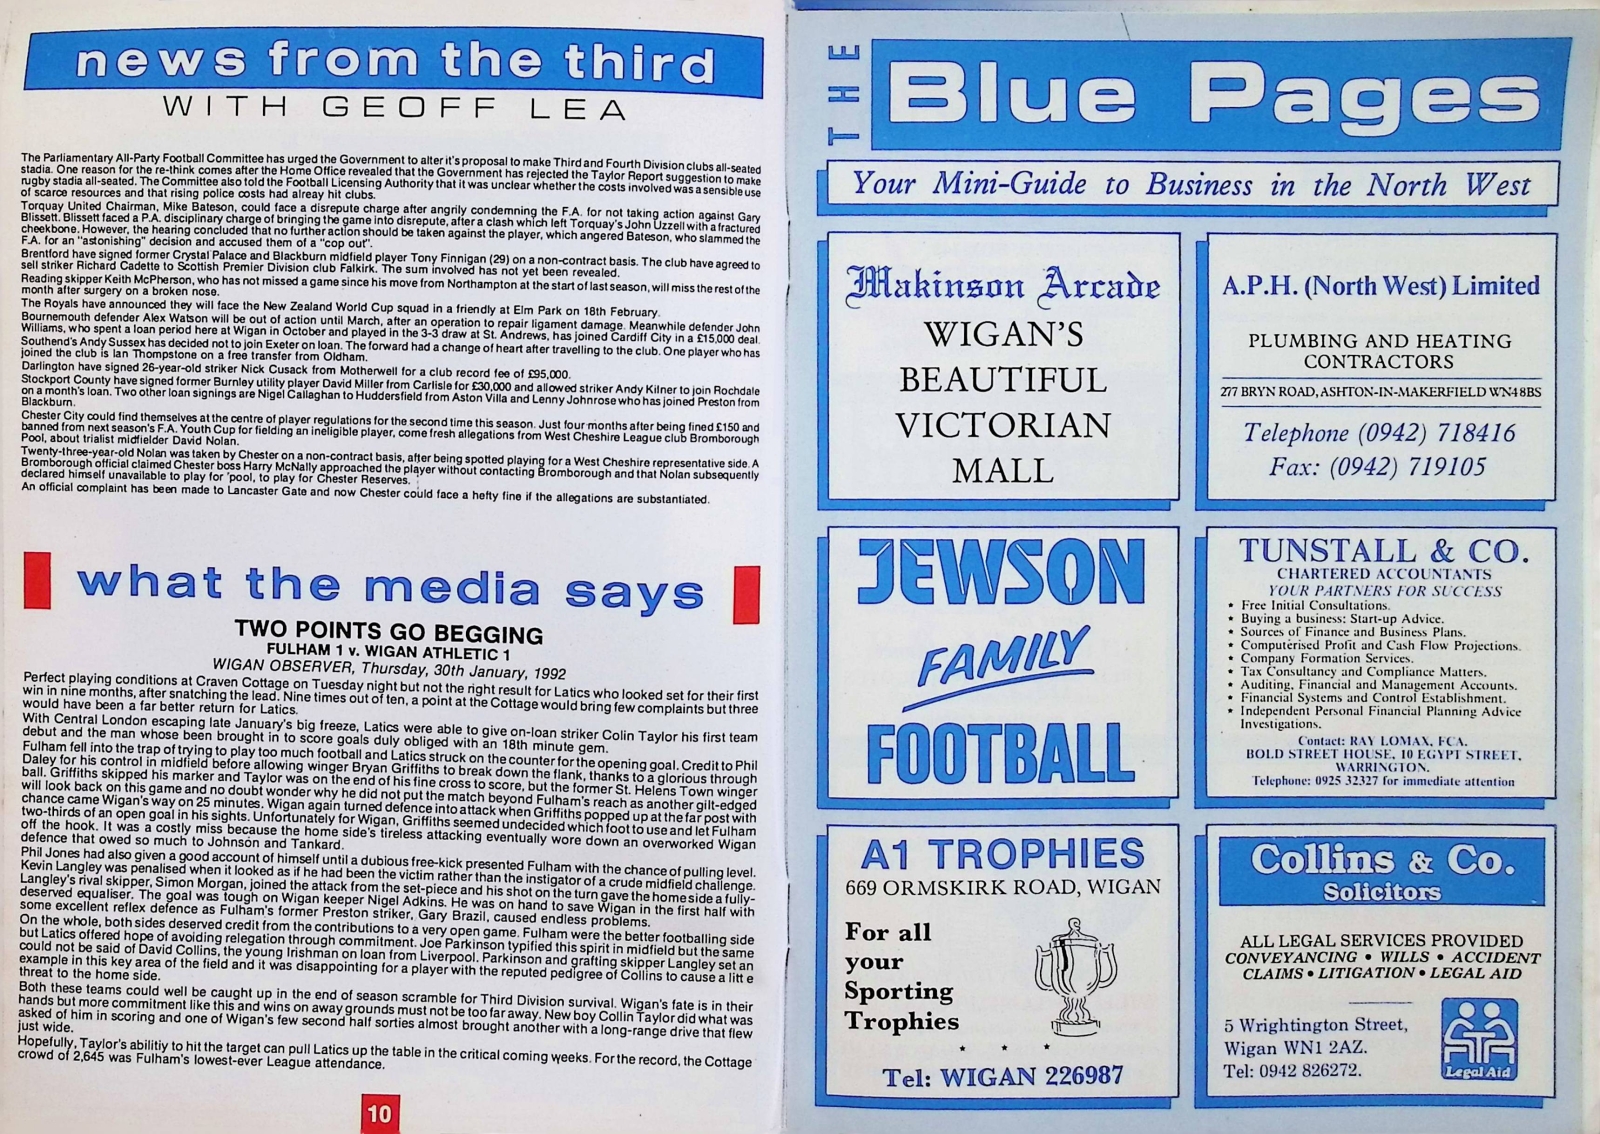 news from the third
WITH GEOFF LEA
The Parliamentary All-Party Football Committee has urged the Government to alter it's proposal to make Third and Fourth Division clubs all-seated
stadia. One reason for the re-think comes after the Home Office revealed that the Government has rejected the Taylor Report suggestion to make
rugby stadia all-seated. The Committee also told the Football Licensing Authority that it was unclear whether the costs involved was a sensible use
of scarce resources and that rising police costs had alreay hit clubs.
Torquay United Chairman, Mike Bateson, could face a disrepute charge after angrily condemning the F.A. for not taking action against Gary
Blissett. Blissett faced a P.A. disciplinary charge of bringing the game into disrepute, after a clash which left Torquay's John Uzzell with a fractured
cheekbone. However, the hearing concluded that no further action should be taken against the player, which angered Bateson, who slammed the
F.A. for an "astonishing" decision and accused them of a "cop out".
Brentford have signed former Crystal Palace and Blackburn midfield player Tony Finnigan (29) on a non-contract basis. The club have agreed to
sell striker Richard Cadette to Scottish Premier Division club Falkirk. The sum involved has not yet been revealed.
Reading skipper Keith McPherson, who has not missed a game since his move from Northampton at the start of last season, will miss the rest of the
month after surgery on a broken nose.
The Royals have announced they will face the New Zealand World Cup squad in a friendly at Elm Park on 18th February.
Bournemouth defender Alex Watson will be out of action until March, after an operation to repair ligament damage. Meanwhile defender John
Williams, who spent a loan period here at Wigan in October and played in the 3-3 draw at St. Andrews, has joined Cardiff City in a £15,000 deal.
Southend's Andy Sussex has decided not to join Exeter on loan. The forward had a change of heart after travelling to the club. One player who has
joined the club is Ian Thompstone on a free transfer from Oldham.
Darlington have signed 26-year-old striker Nick Cusack from Motherwell for a club record fee of £95,000.
Stockport County have signed former Burnley utility player David Miller from Carlisle for £30,000 and allowed striker Andy Kilner to join Rochdale
on a month's loan. Two other loan signings are Nigel Callaghan to Huddersfield from Aston Villa and Lenny Johnrose who has joined Preston from
Blackburn.
Chester City could find themselves at the centre of player regulations for the second time this season. Just four months after being fined £150 and
banned from next season's F.A. Youth Cup for fielding an ineligible player, come fresh allegations from West Cheshire League club Bromborough
Pool, about trialist midfielder David Nolan.
Twenty-three-year-old Nolan was taken by Chester on a non-contract basis, after being spotted playing for a West Cheshire representative side. A
Bromborough official claimed Chester boss Harry McNally approached the player without contacting Bromborough and that Nolan subsequently
declared himself unavailable to play for 'pool, to play for Chester Reserves.
An official complaint has been made to Lancaster Gate and now Chester could face a hefty fine if the allegations are substantiated.
what the media says
TWO POINTS GO BEGGING
FULHAM 1 v. WIGAN ATHLETIC 1
WIGAN OBSERVER, Thursday, 30th January, 1992
Perfect playing conditions at Craven Cottage on Tuesday night but not the right result for Latics who looked set for their first
win in nine months, after snatching the lead. Nine times out of ten, a point at the Cottage would bring few complaints but three
would have been a far better return for Latics.
With Central London escaping late January's big freeze, Latics were able to give on-loan striker Colin Taylor his first team
debut and the man whose been brought in to score goals duly obliged with an 18th minute gem.
Fulham fell into the trap of trying to play too much football and Latics struck on the counter for the opening goal. Credit to Phil
Daley for his control in midfield before allowing winger Bryan Griffiths to break down the flank, thanks to a glorious through
ball. Griffiths skipped his marker and Taylor was on the end of his fine cross to score, but the former St. Helens Town winger
will look back on this game and no doubt wonder why he did not put the match beyond Fulham's reach as another gilt-edged
chance came Wigan's way on 25 minutes. Wigan again turned defence into attack when Griffiths popped up at the far post with
two-thirds of an open goal in his sights. Unfortunately for Wigan, Griffiths seemed undecided which foot to use and let Fulham
off the hook. It was a costly miss because the home side's tireless attacking eventually wore down an overworked Wigan
defence that owed so much to Johnson and Tankard.
Phil Jones had also given a good account of himself until a dubious free-kick presented Fulham with the chance of pulling level.
Kevin Langley was penalised when it looked as if he had been the victim rather than the instigator of a crude midfield challenge.
Langley's rival skipper, Simon Morgan, joined the attack from the set-piece and his shot on the turn gave the home side a fully-
deserved equaliser. The goal was tough on Wigan keeper Nigel Adkins. He was on hand to save Wigan in the first half with
some excellent reflex defence as Fulham's former Preston striker, Gary Brazil, caused endless problems.
On the whole, both sides deserved credit from the contributions to a very open game. Fulham were the better footballing side
but Latics offered hope of avoiding relegation through commitment. Joe Parkinson typified this spirit in midfield but the same
could not be said of David Collins, the young Irishman on loan from Liverpool. Parkinson and grafting skipper Langley set an
example in this key area of the field and it was disappointing for a player with the reputed pedigree of Collins to cause a litt e
threat to the home side.
Both these teams could well be caught up in the end of season scramble for Third Division survival. Wigan's fate is in their
hands but more commitment like this and wins on away grounds must not be too far away. New boy Collin Taylor did what was
asked of him in scoring and one of Wigan's few second half sorties almost brought another with a long-range drive that flew
just wide.
Hopefully, Taylor's abilitiy to hit the target can pull Latics up the table in the critical coming weeks. For the record, the Cottage
crowd of 2,645 was Fulham's lowest-ever League attendance.
10
THE
Blue Pages
Your Mini-Guide to Business in the North West
Makinson Arcade
WIGAN'S
BEAUTIFUL
VICTORIAN
MALL
A.P.H. (North West) Limited
PLUMBING AND HEATING
CONTRACTORS
277 BRYN ROAD, ASHTON-IN-MAKERFIELD WN4 8BS
Telephone (0942) 718416
Fax: (0942) 719105
JEWSON
FAMILY
FOOTBALL
TUNSTALL & CO.
CHARTERED ACCOUNTANTS
YOUR PARTNERS FOR SUCCESS
* Free Initial Consultations.
* Buying a business: Start-up Advice.
* Sources of Finance and Business Plans.
* Computerised Profit and Cash Flow Projections.
* Company Formation Services.
* Tax Consultancy and Compliance Matters.
* Auditing, Financial and Management Accounts.
* Financial Systems and Control Establishment.
* Independent Personal Financial Planning Advice
Investigations.
Contact: RAY LOMAX, FCA.
BOLD STREET HOUSE, 10 EGYPT STREET,
WARRINGTON.
Telephone: 0925 32327 for immediate attention
A1 TROPHIES
669 ORMSKIRK ROAD, WIGAN
For all
your
Sporting
Trophies
* * *
Tel: WIGAN 226987
Collins & Co.
Solicitors
ALL LEGAL SERVICES PROVIDED
CONVEYANCING • WILLS • ACCIDENT
CLAIMS • LITIGATION • LEGAL AID
5 Wrightington Street,
Wigan WN1 2AZ.
Tel: 0942 826272.
Legal Aid